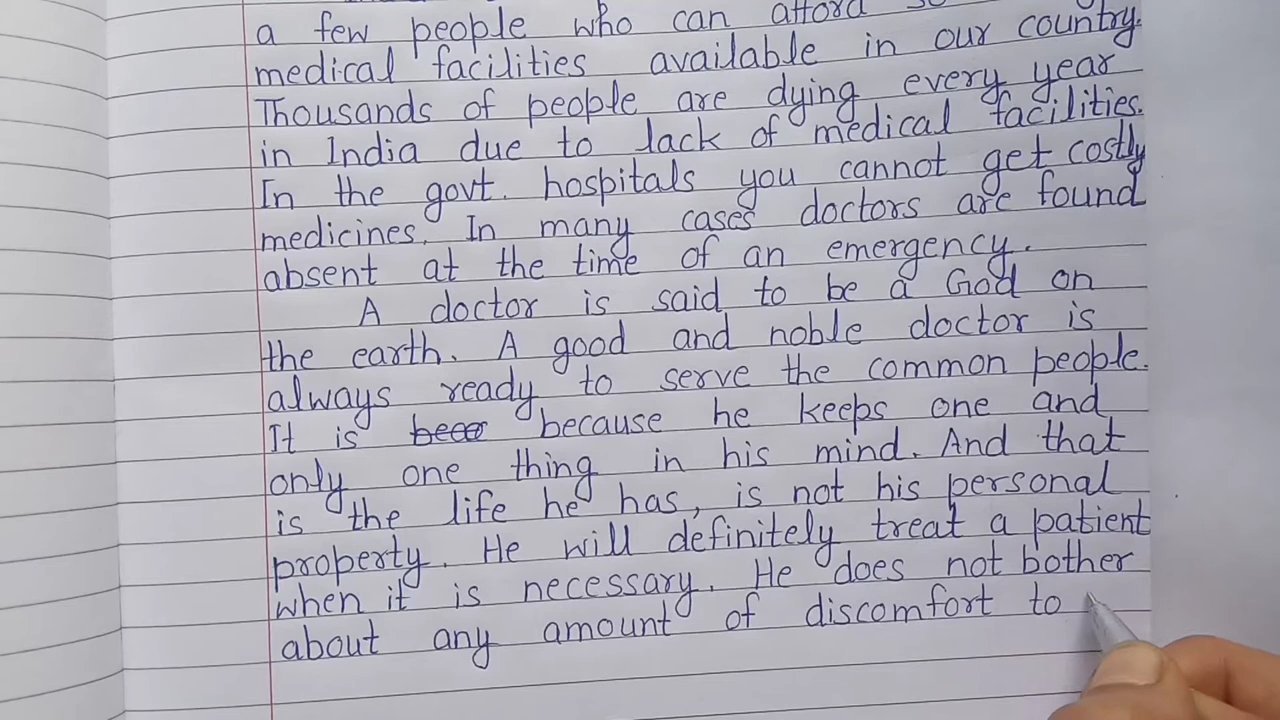 a few people who can afford
medical facilities available in our country.
Thousands of people are dying every year
in India due to lack of medical facilities.
In the govt. hospitals you cannot get costly
medicines. In many cases doctors are found
absent at the time of an emergency.
A doctor is said to be a God on
the earth. A good and noble doctor is
always ready to serve the common people.
It is because he keeps one and
only one thing in his mind. And that
is the life he has, is not his personal
property. He will definitely treat a patient
when it is necessary. He does not bother
about any amount of discomfort to